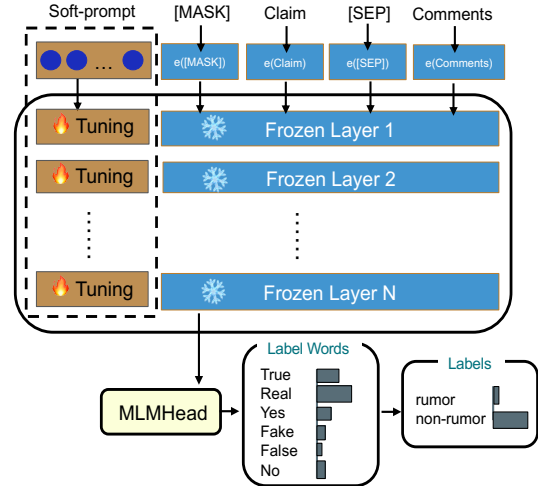 Soft-prompt [MASK] Claim [SEP] Comments
... e([MASK]) e(Claim) e([SEP]) e(Comments)
Tuning Frozen Layer 1
Tuning Frozen Layer 2
Tuning Frozen Layer N
Label Words
True
Real
Yes
Fake
False
No
MLMHead
Labels
rumor
non-rumor